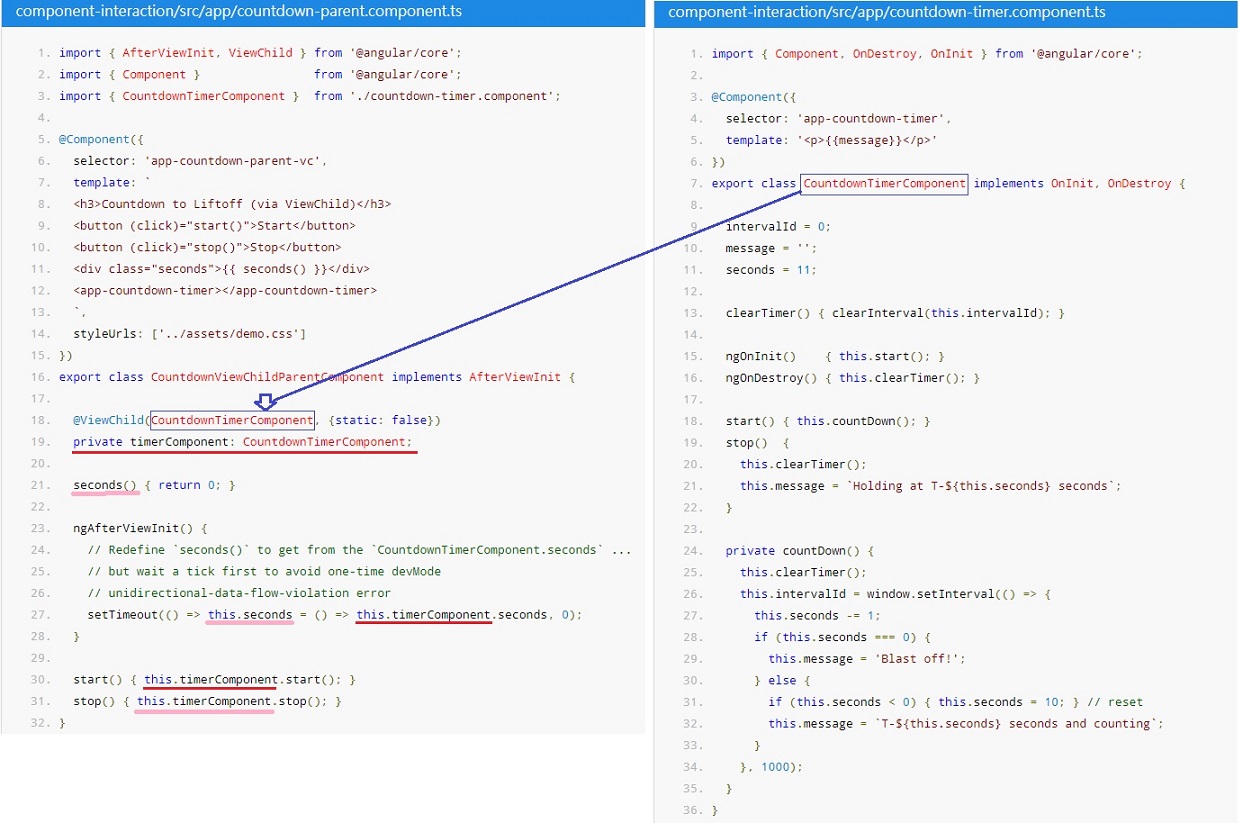 component-interaction/src/app/countdown-parent.component.ts
1. import { AfterViewInit, ViewChild } from '@angular/core';
2. import { Component }                from '@angular/core';
3. import { CountdownTimerComponent }  from './countdown-timer.component';
4.
5. @Component({
6.   selector: 'app-countdown-parent-vc',
7.   template: `
8.   <h3>Countdown to Liftoff (via ViewChild)</h3>
9.   <button (click)="start()">Start</button>
10.   <button (click)="stop()">Stop</button>
11.   <div class="seconds">{{ seconds() }}</div>
12.   <app-countdown-timer></app-countdown-timer>
13.   `,
14.   styleUrls: ['../assets/demo.css']
15. })
16. export class CountdownViewChildParentComponent implements AfterViewInit {
17.
18.   @ViewChild(CountdownTimerComponent, {static: false})
19.   private timerComponent: CountdownTimerComponent;
20.
21.   seconds() { return 0; }
22.
23.   ngAfterViewInit() {
24.     // Redefine `seconds()` to get from the `CountdownTimerComponent.seconds` ...
25.     // but wait a tick first to avoid one-time devMode
26.     // unidirectional-data-flow-violation error
27.     setTimeout(() => this.seconds = () => this.timerComponent.seconds, 0);
28.   }
29.
30.   start() { this.timerComponent.start(); }
31.   stop() { this.timerComponent.stop(); }
32. }
component-interaction/src/app/countdown-timer.component.ts
1. import { Component, OnDestroy, OnInit } from '@angular/core';
2.
3. @Component({
4.   selector: 'app-countdown-timer',
5.   template: '<p>{{message}}</p>'
6. })
7. export class CountdownTimerComponent implements OnInit, OnDestroy {
8.
9.   intervalId = 0;
10.   message = '';
11.   seconds = 11;
12.
13.   clearTimer() { clearInterval(this.intervalId); }
14.
15.   ngOnInit()    { this.start(); }
16.   ngOnDestroy() { this.clearTimer(); }
17.
18.   start() { this.countDown(); }
19.   stop()  {
20.     this.clearTimer();
21.     this.message = `Holding at T-${this.seconds} seconds`;
22.   }
23.
24.   private countDown() {
25.     this.clearTimer();
26.     this.intervalId = window.setInterval(() => {
27.       this.seconds -= 1;
28.       if (this.seconds === 0) {
29.         this.message = 'Blast off!';
30.       } else {
31.         if (this.seconds < 0) { this.seconds = 10; } // reset
32.         this.message = `T-${this.seconds} seconds and counting`;
33.       }
34.     }, 1000);
35.   }
36. }